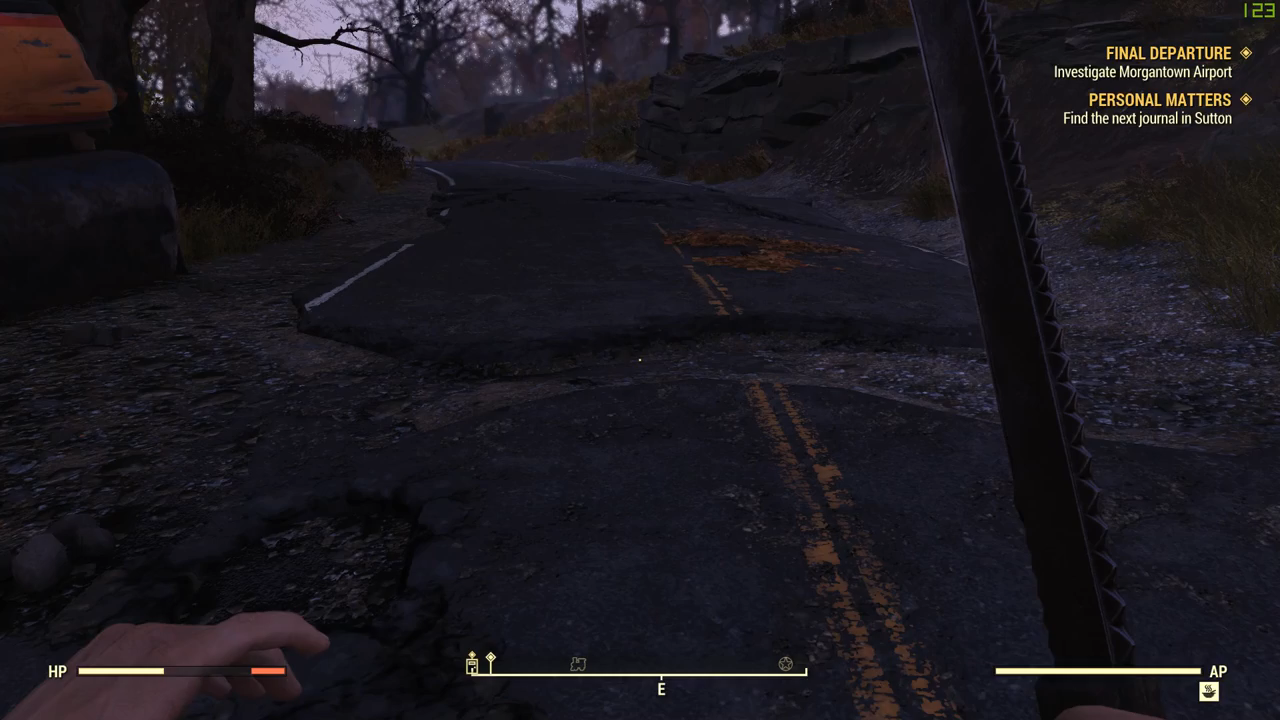 123
FINAL DEPARTURE
Investigate Morgantown Airport
PERSONAL MATTERS
Find the next journal in Sutton
HP
E
AP